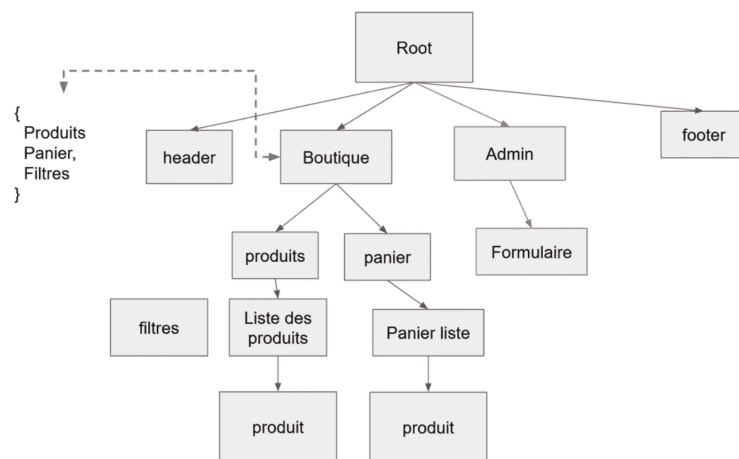 Root
{
Produits
Panier,
Filtres
}
header
Boutique
Admin
footer
produits
panier
Formulaire
filtres
Liste des
produits
Panier liste
produit
produit